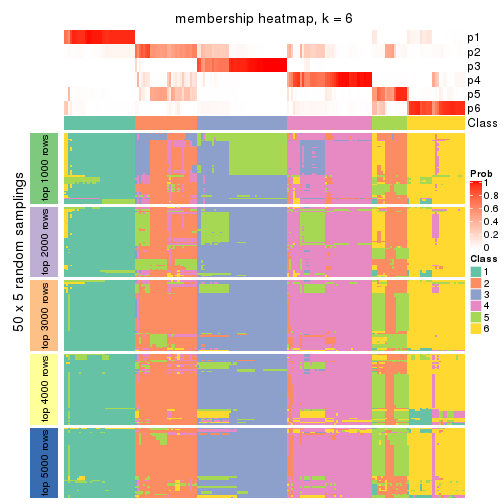 membership heatmap, k = 6
p1
p2
p3
p4
p5
p6
Class
50 x 5 random samplings
top 1000 rows
top 2000 rows
top 3000 rows
top 4000 rows
top 5000 rows
Prob
1
0.8
0.6
0.4
0.2
0
Class
1
2
3
4
5
6